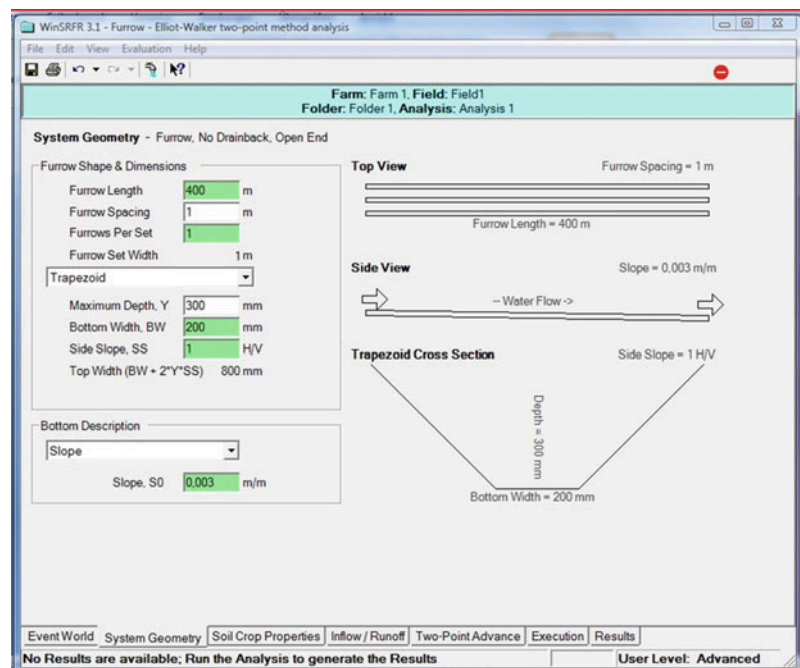 WinSRFR 3.1 - Furrow - Elliot-Walker two-point method analysis
File Edit View Evaluation Help
Farm: Farm 1, Field: Field1
Folder: Folder 1, Analysis: Analysis 1
System Geometry - Furrow, No Drainback, Open End
Furrow Shape & Dimensions
Furrow Length 400 m
Furrow Spacing 1 m
Furrows Per Set 1
Furrow Set Width 1 m
Trapezoid
Maximum Depth, Y 300 mm
Bottom Width, BW 200 mm
Side Slope, SS 1 H/V
Top Width (BW + 2*Y*SS) 800 mm
Bottom Description
Slope
Slope, S0 0,003 m/m
Top View Furrow Spacing = 1 m
Furrow Length = 400 m
Side View Slope = 0,003 m/m
-- Water Flow ->
Trapezoid Cross Section Side Slope = 1 H/V
Depth = 300 mm
Bottom Width = 200 mm
Event World System Geometry Soil Crop Properties Inflow / Runoff Two-Point Advance Execution Results
No Results are available; Run the Analysis to generate the Results User Level: Advanced